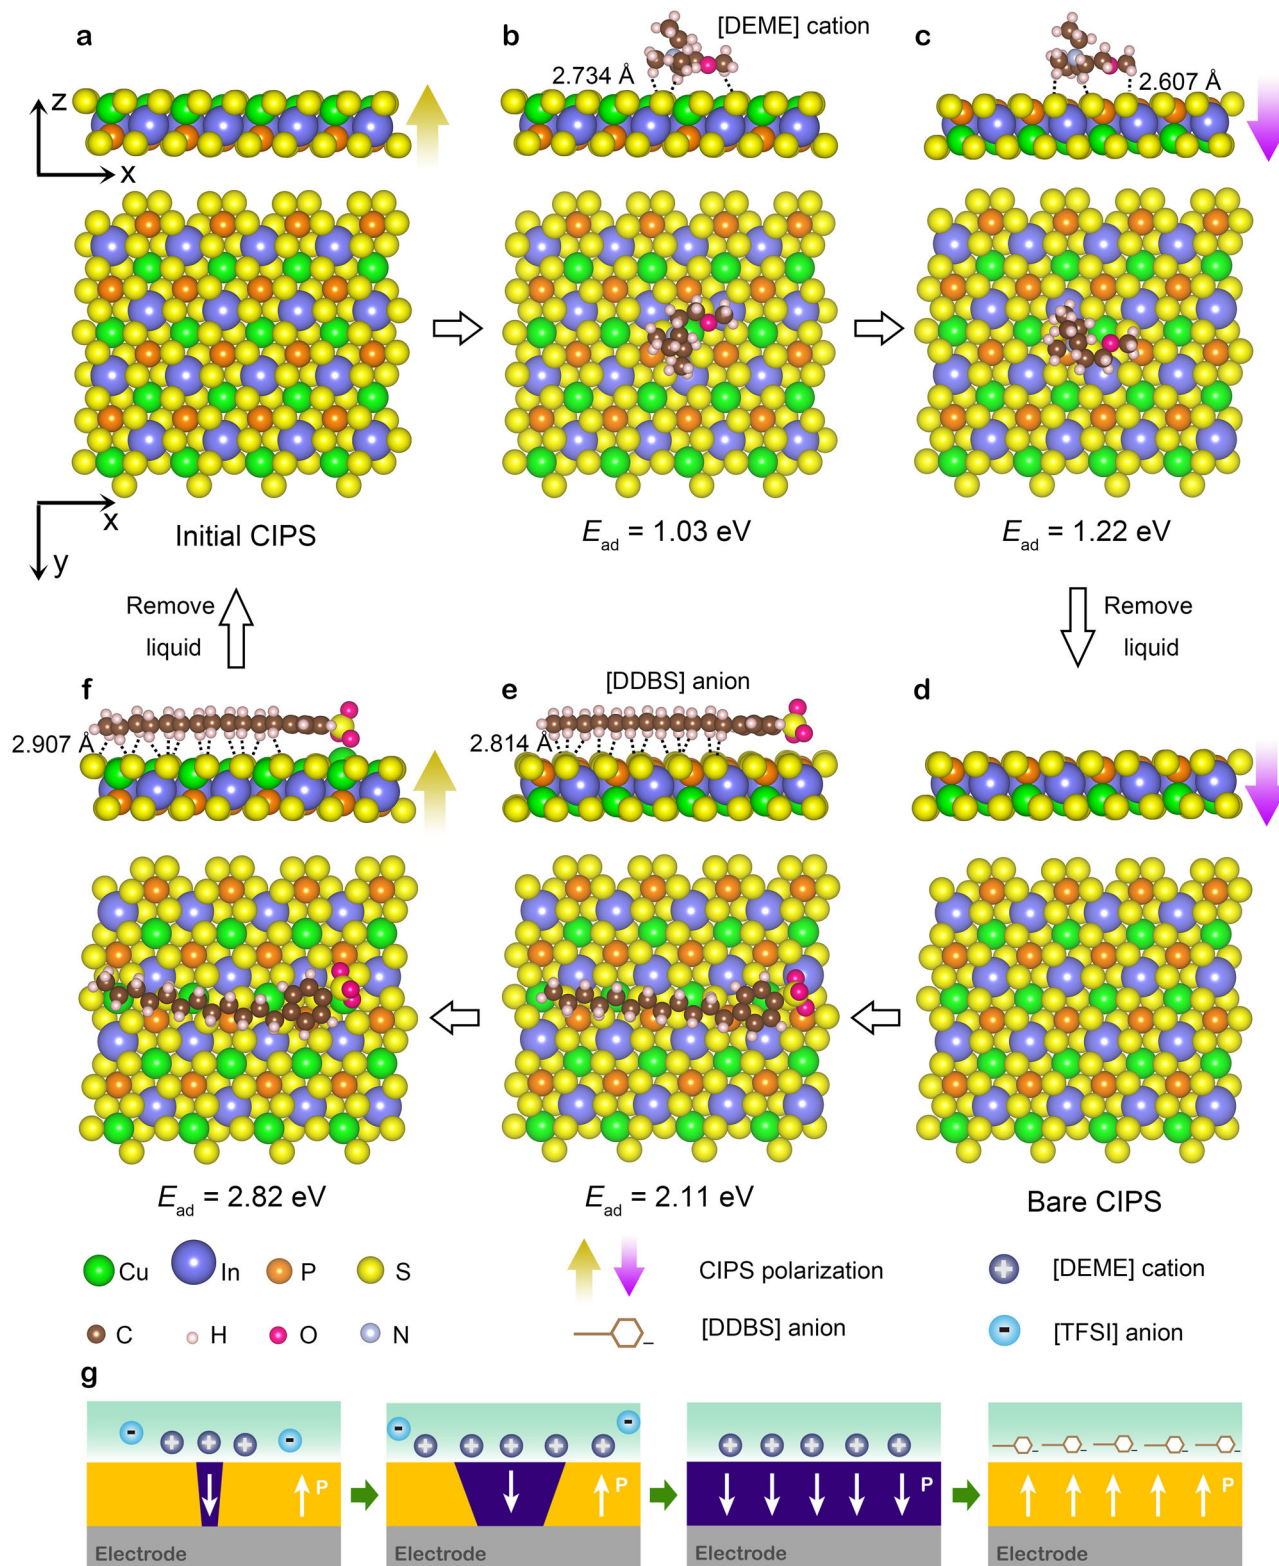 a
z
x
b
[DEME] cation
2.734 Å
c
2.607 Å
x
y
Initial CIPS
E_ad = 1.03 eV
E_ad = 1.22 eV
Remove
liquid
Remove
liquid
f
2.907 Å
e
[DDBS] anion
2.814 Å
d
E_ad = 2.82 eV
E_ad = 2.11 eV
Bare CIPS
Cu
In
P
S
CIPS polarization
[DEME] cation
C
H
O
N
[DDBS] anion
[TFSI] anion
g
P
Electrode
P
Electrode
P
Electrode
P
Electrode